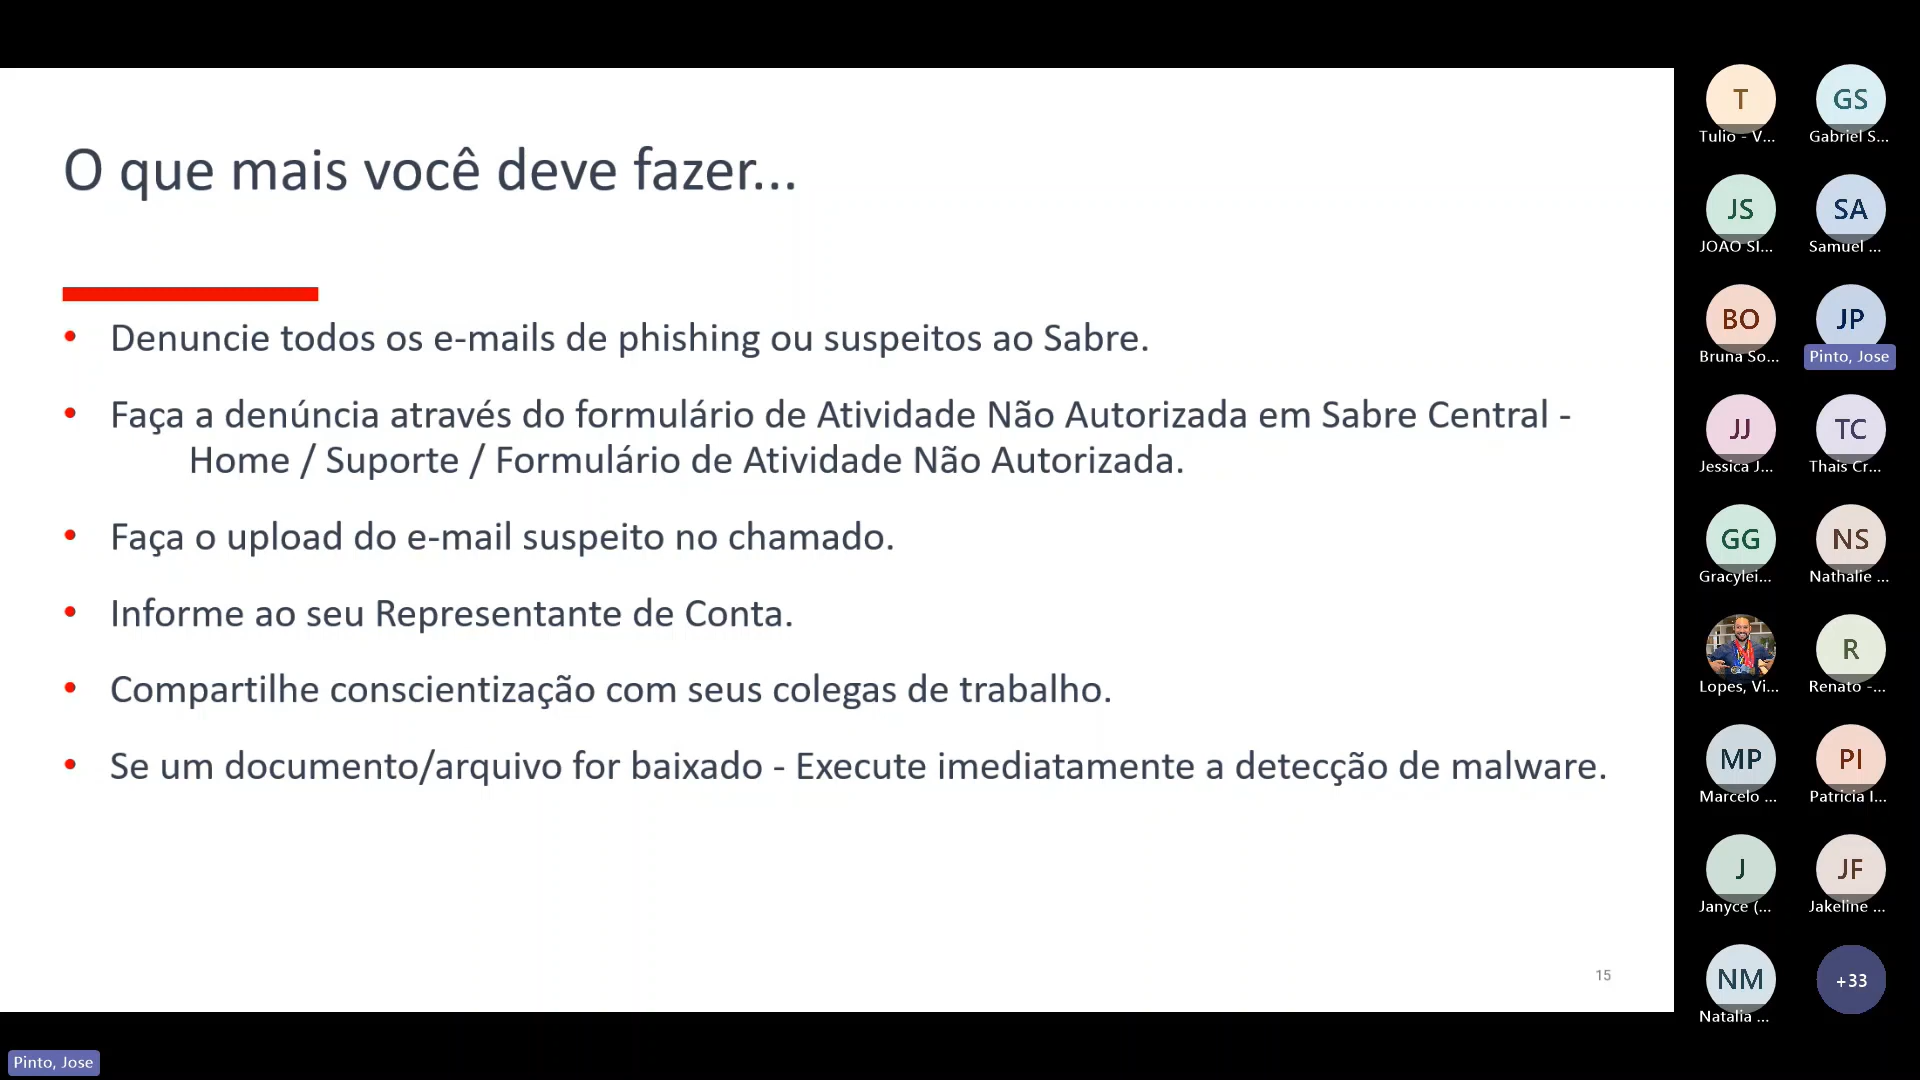 O que mais você deve fazer...
• Denuncie todos os e-mails de phishing ou suspeitos ao Sabre.
• Faça a denúncia através do formulário de Atividade Não Autorizada em Sabre Central -
Home / Suporte / Formulário de Atividade Não Autorizada.
• Faça o upload do e-mail suspeito no chamado.
• Informe ao seu Representante de Conta.
• Compartilhe conscientização com seus colegas de trabalho.
• Se um documento/arquivo for baixado - Execute imediatamente a detecção de malware.
15
T
Tulio - V...
GS
Gabriel S...
JS
JOAO SI...
SA
Samuel ...
BO
Bruna So...
JP
Pinto, Jose
JJ
Jessica J...
TC
Thais Cr...
GG
Gracylei...
NS
Nathalie ...
Lopes, Vi...
R
Renato -...
MP
Marcelo ...
PI
Patricia I...
J
Janyce (...
JF
Jakeline ...
NM
Natalia ...
+33
Pinto, Jose